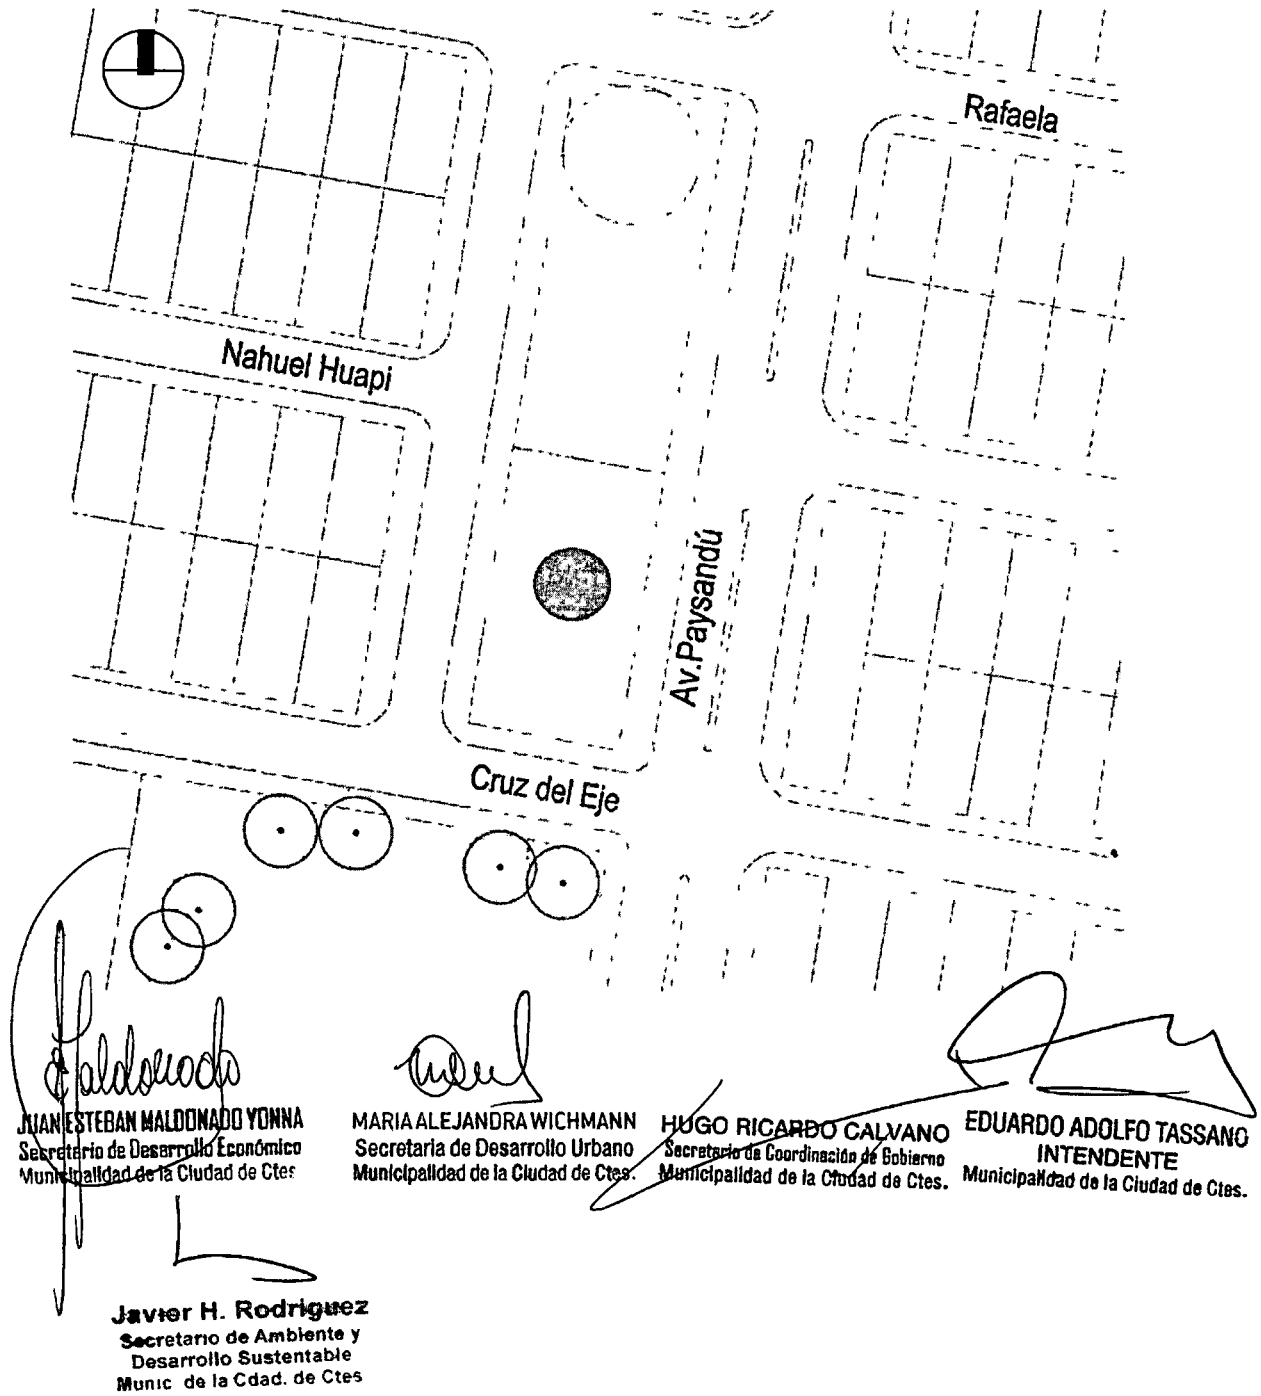 Rafaela
Nahuel Huapi
Av.Paysandú
Cruz del Eje
Maldonado
JUAN ESTEBAN MALDONADO YONNA
Secretario de Desarrollo Económico
Municipalidad de la Ciudad de Ctes
MARIA ALEJANDRA WICHMANN
Secretaria de Desarrollo Urbano
Municipalidad de la Ciudad de Ctes.
HUGO RICARDO CALVANO
Secretario de Coordinación de Gobierno
Municipalidad de la Ciudad de Ctes.
EDUARDO ADOLFO TASSANO
INTENDENTE
Municipalidad de la Ciudad de Ctes.
Javier H. Rodriguez
Secretario de Ambiente y
Desarrollo Sustentable
Munic de la Cdad. de Ctes